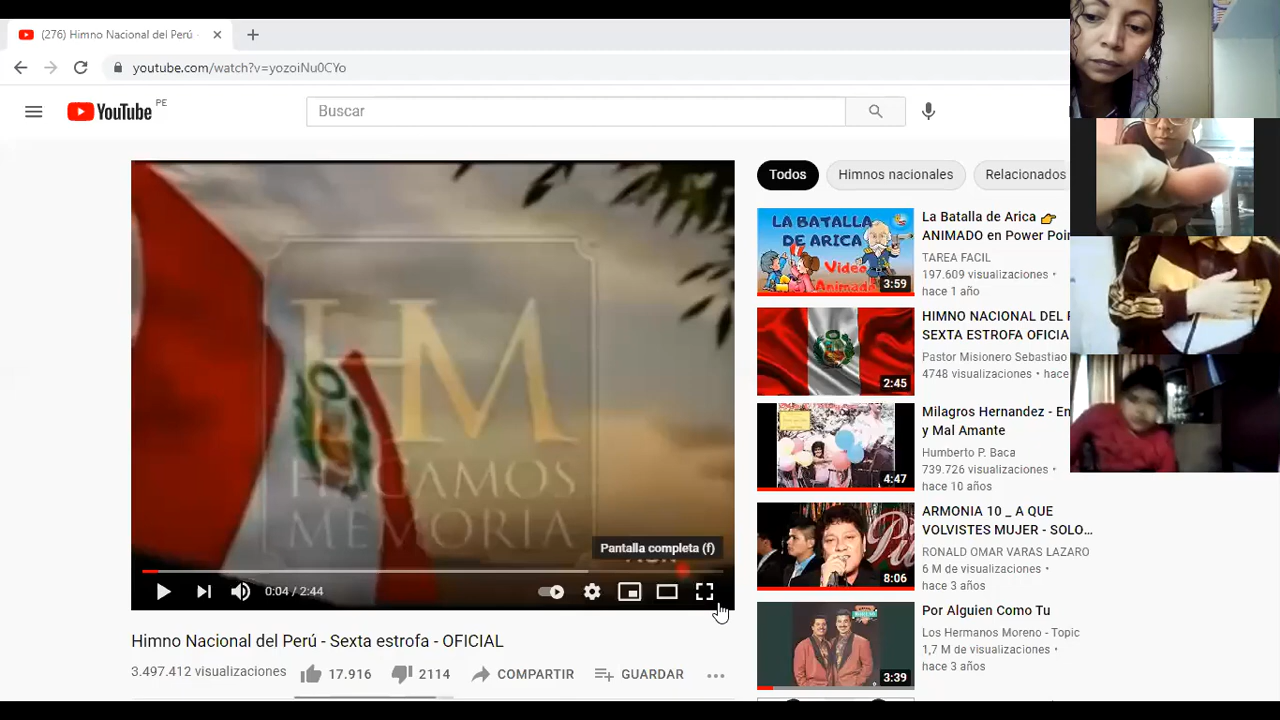 (276) Himno Nacional del Perú -
youtube.com/watch?v=yozoiNu0CYo
YouTube PE
Buscar
HM
HAGAMOS
MEMORIA
Pantalla completa (f)
0:04 / 2:44
Himno Nacional del Perú - Sexta estrofa - OFICIAL
3.497.412 visualizaciones
17.916
2114
COMPARTIR
GUARDAR
Todos
Himnos nacionales
Relacionados
LA BATALLA
DE ARICA
Video
Animado
3:59
La Batalla de Arica
ANIMADO en Power Poin
TAREA FACIL
197.609 visualizaciones •
hace 1 año
2:45
HIMNO NACIONAL DEL
SEXTA ESTROFA OFICIA
Pastor Misionero Sebastiao
4748 visualizaciones • hace
4:47
Milagros Hernandez - En
y Mal Amante
Humberto P. Baca
739.726 visualizaciones •
hace 10 años
8:06
ARMONIA 10 _ A QUE
VOLVISTES MUJER - SOLO...
RONALD OMAR VARAS LAZARO
6 M de visualizaciones •
hace 3 años
3:39
Por Alguien Como Tu
Los Hermanos Moreno - Topic
1,7 M de visualizaciones •
hace 3 años